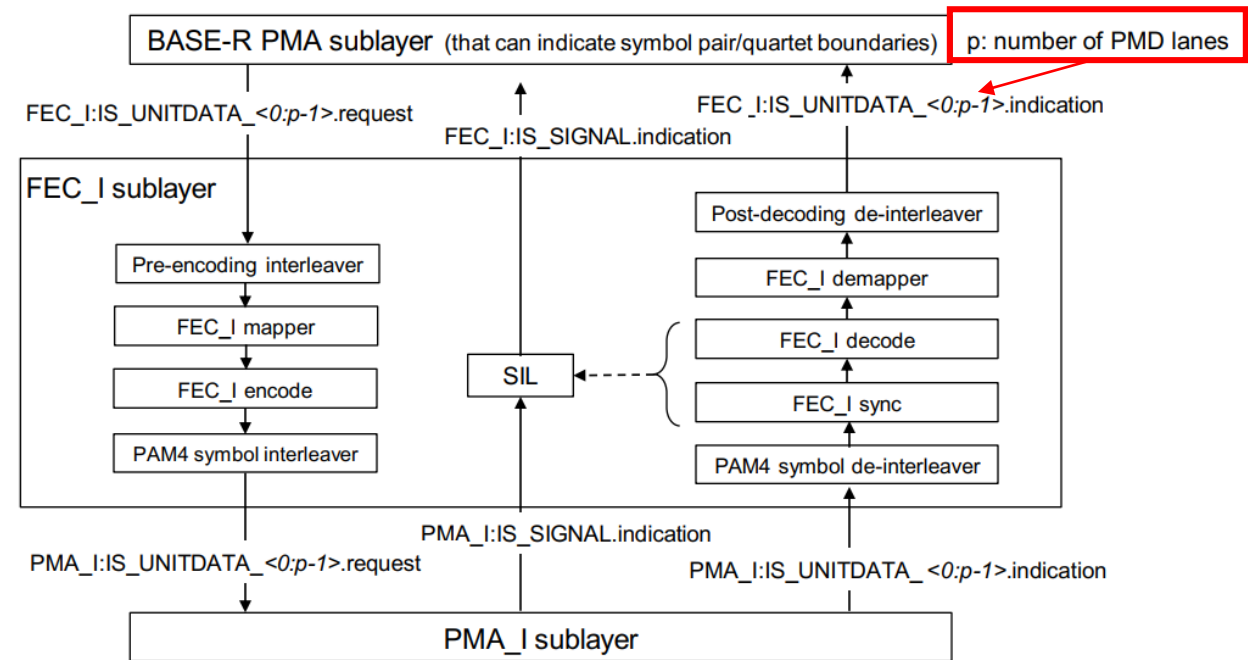 BASE-R PMA sublayer (that can indicate symbol pair/quartet boundaries)
p: number of PMD lanes
FEC_I:IS_UNITDATA_<0:p-1>.request
FEC_I:IS_SIGNAL.indication
FEC_I:IS_UNITDATA_<0:p-1>.indication
FEC_I sublayer
Pre-encoding interleaver
FEC_I mapper
FEC_I encode
PAM4 symbol interleaver
SIL
Post-decoding de-interleaver
FEC_I demapper
FEC_I decode
FEC_I sync
PAM4 symbol de-interleaver
PMA_I:IS_UNITDATA_<0:p-1>.request
PMA_I:IS_SIGNAL.indication
PMA_I:IS_UNITDATA_ <0:p-1>.indication
PMA_I sublayer